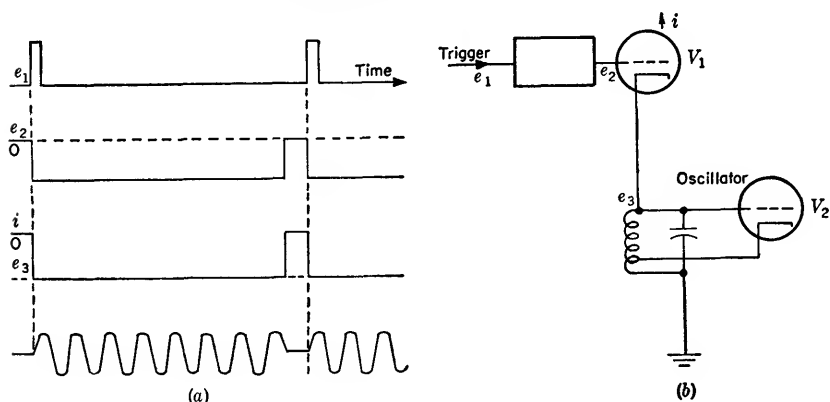 e1
Time
e2
0
i
0
e3
(a)
i
Trigger
e1
e2
V1
Oscillator
e3
V2
(b)